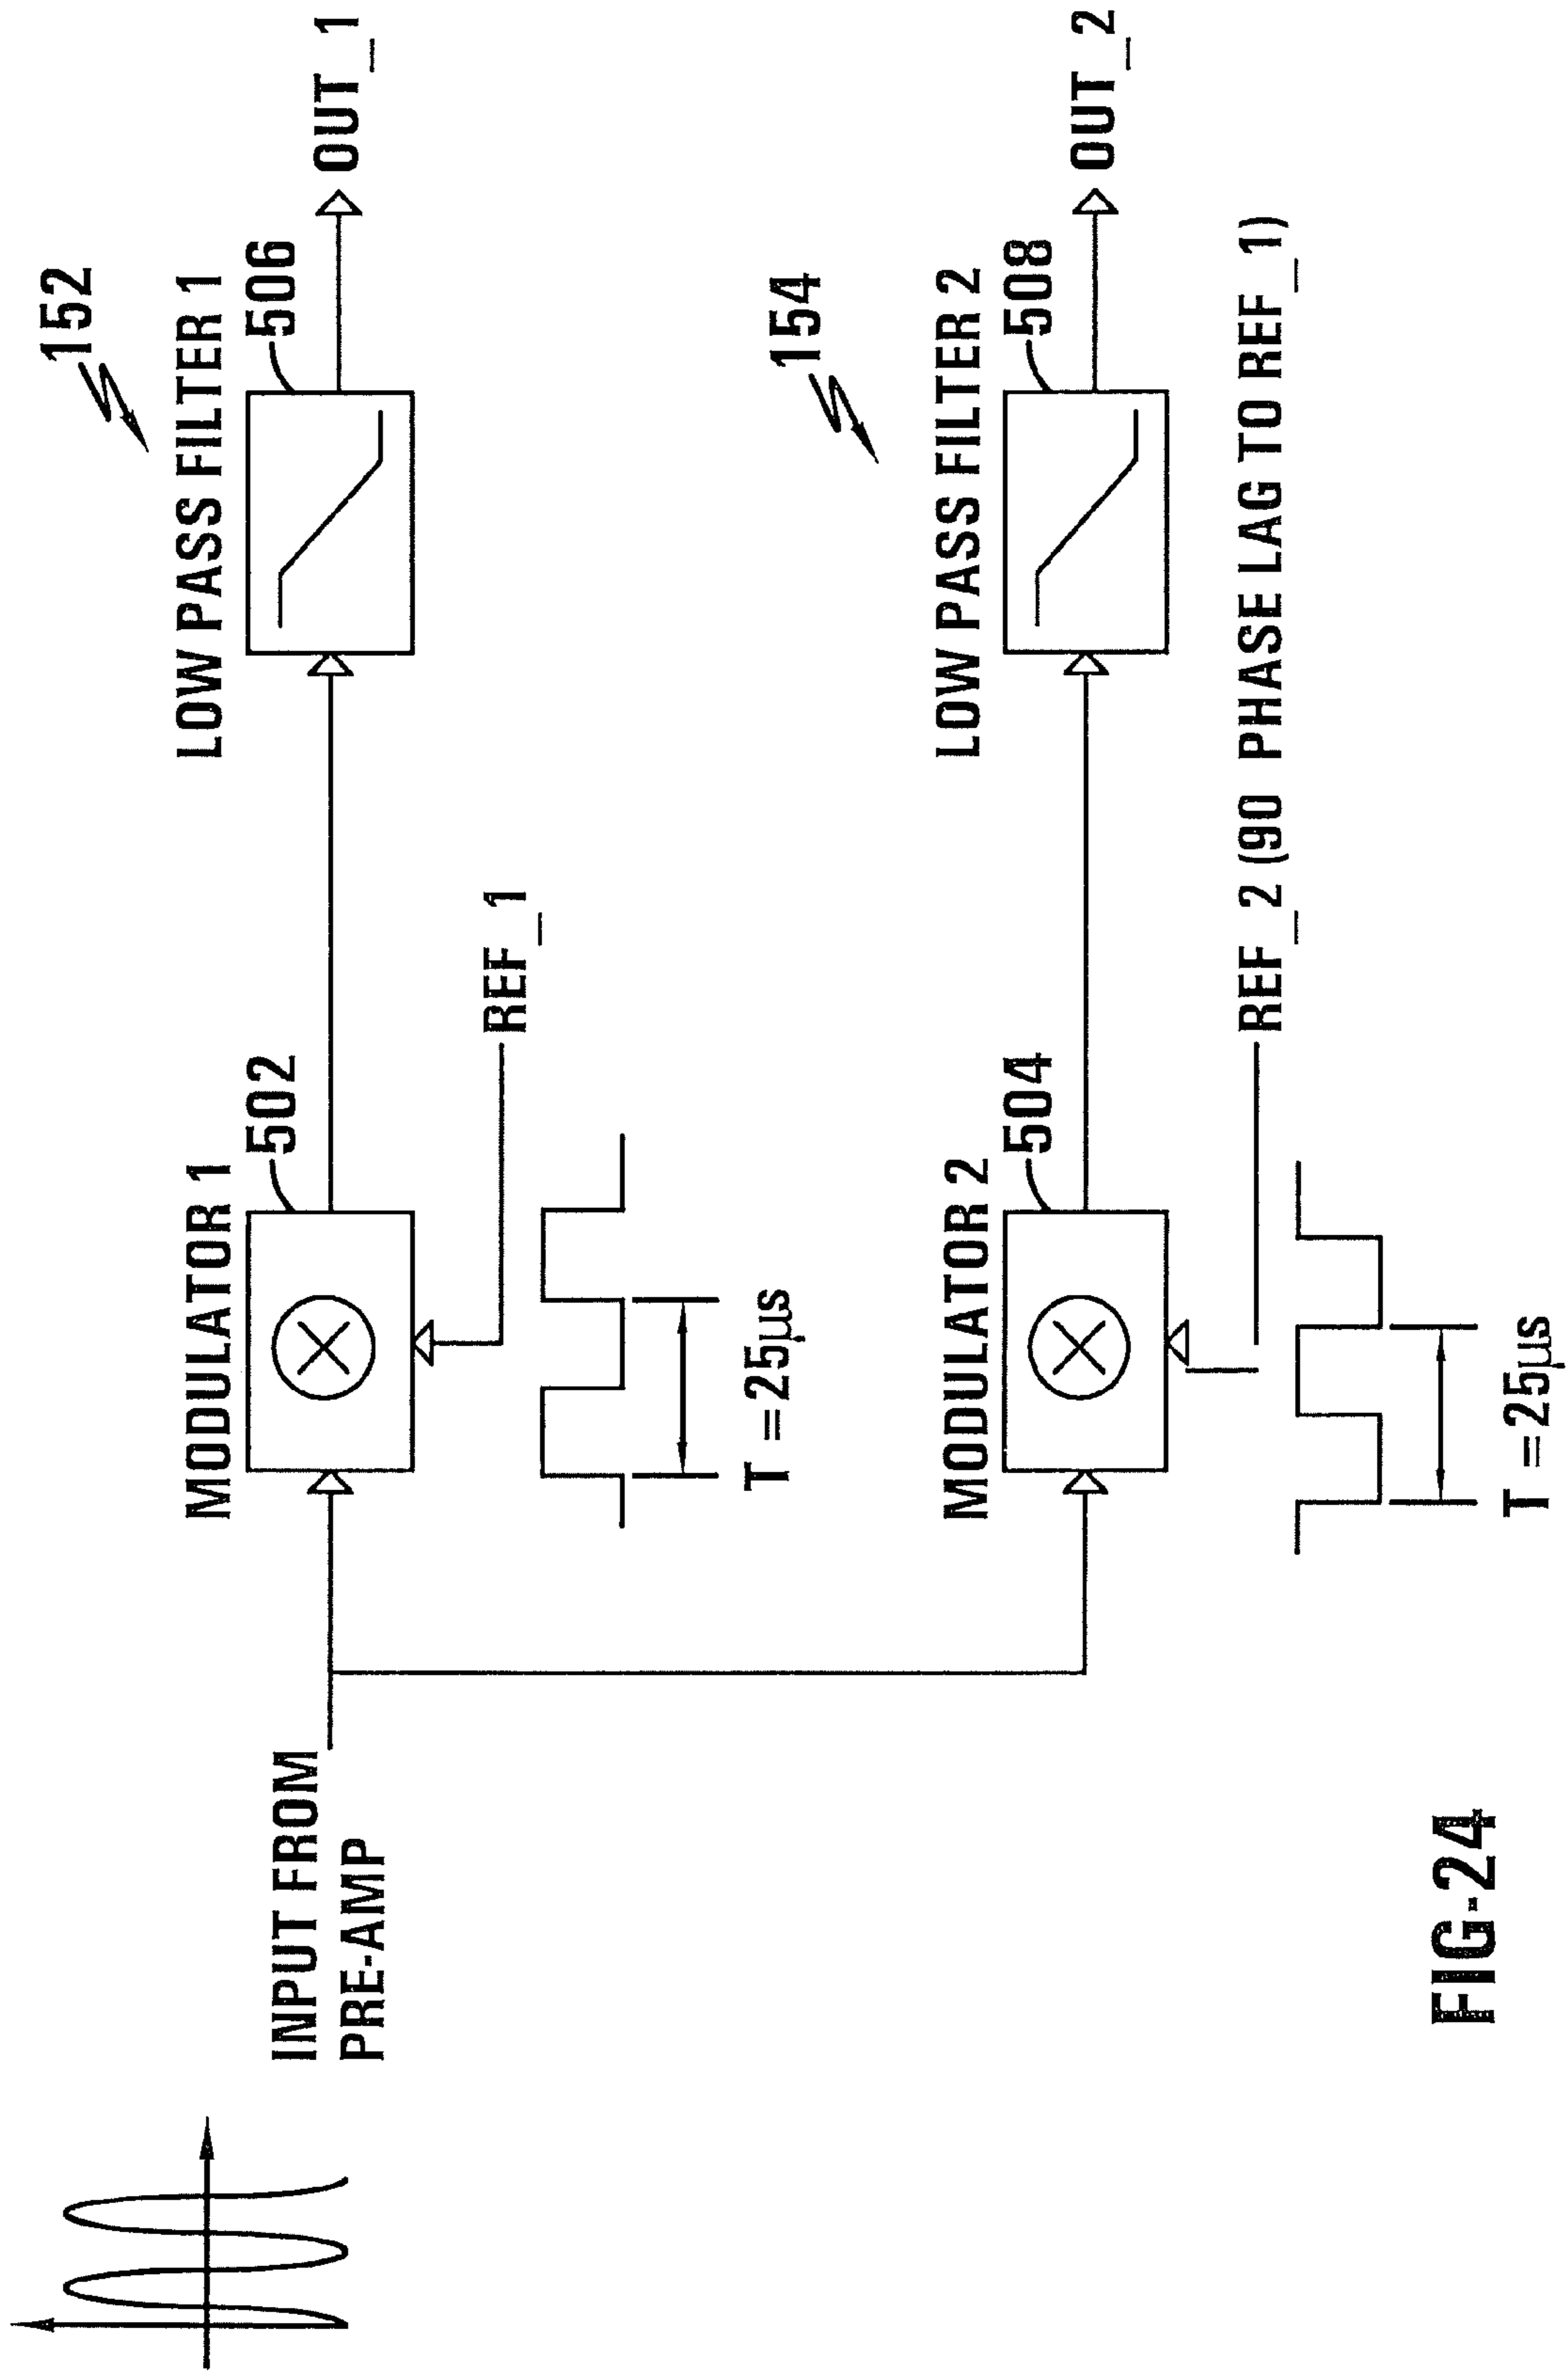 152
LOW PASS FILTER 1
MODULATOR 1
506
502
OUT_1
INPUT FROM
PRE-AMP
REF_1
T = 25µs
154
LOW PASS FILTER 2
MODULATOR 2
508
504
OUT_2
REF_2 (90 PHASE LAG TO REF_1)
T = 25µs
FIG-24